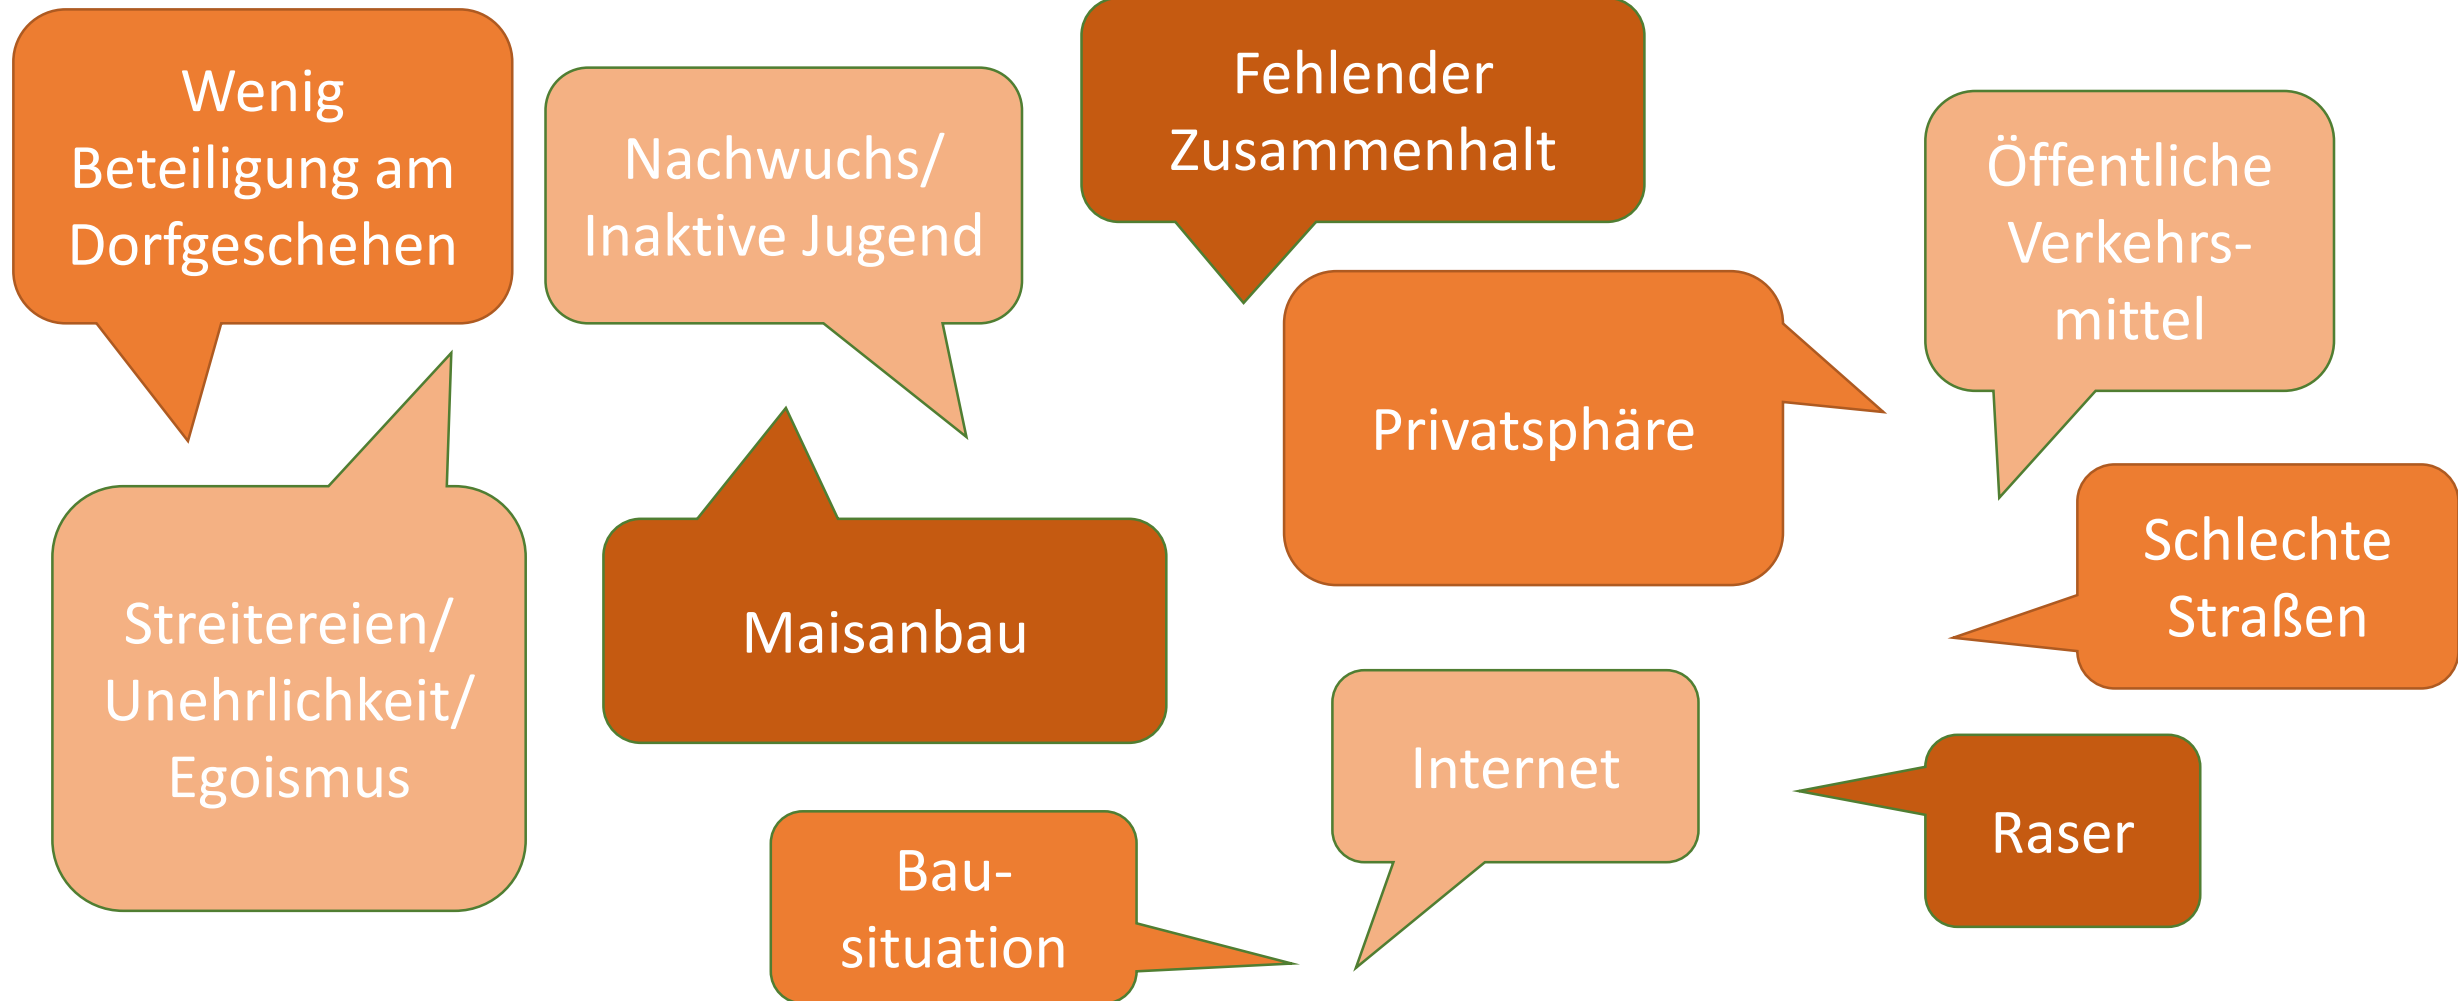 Wenig
Beteiligung am
Dorfgeschehen
Nachwuchs/
Inaktive Jugend
Fehlender
Zusammenhalt
Öffentliche
Verkehrs-
mittel
Privatsphäre
Schlechte
Straßen
Streitereien/
Unehrlichkeit/
Egoismus
Maisanbau
Internet
Raser
Bau-
situation